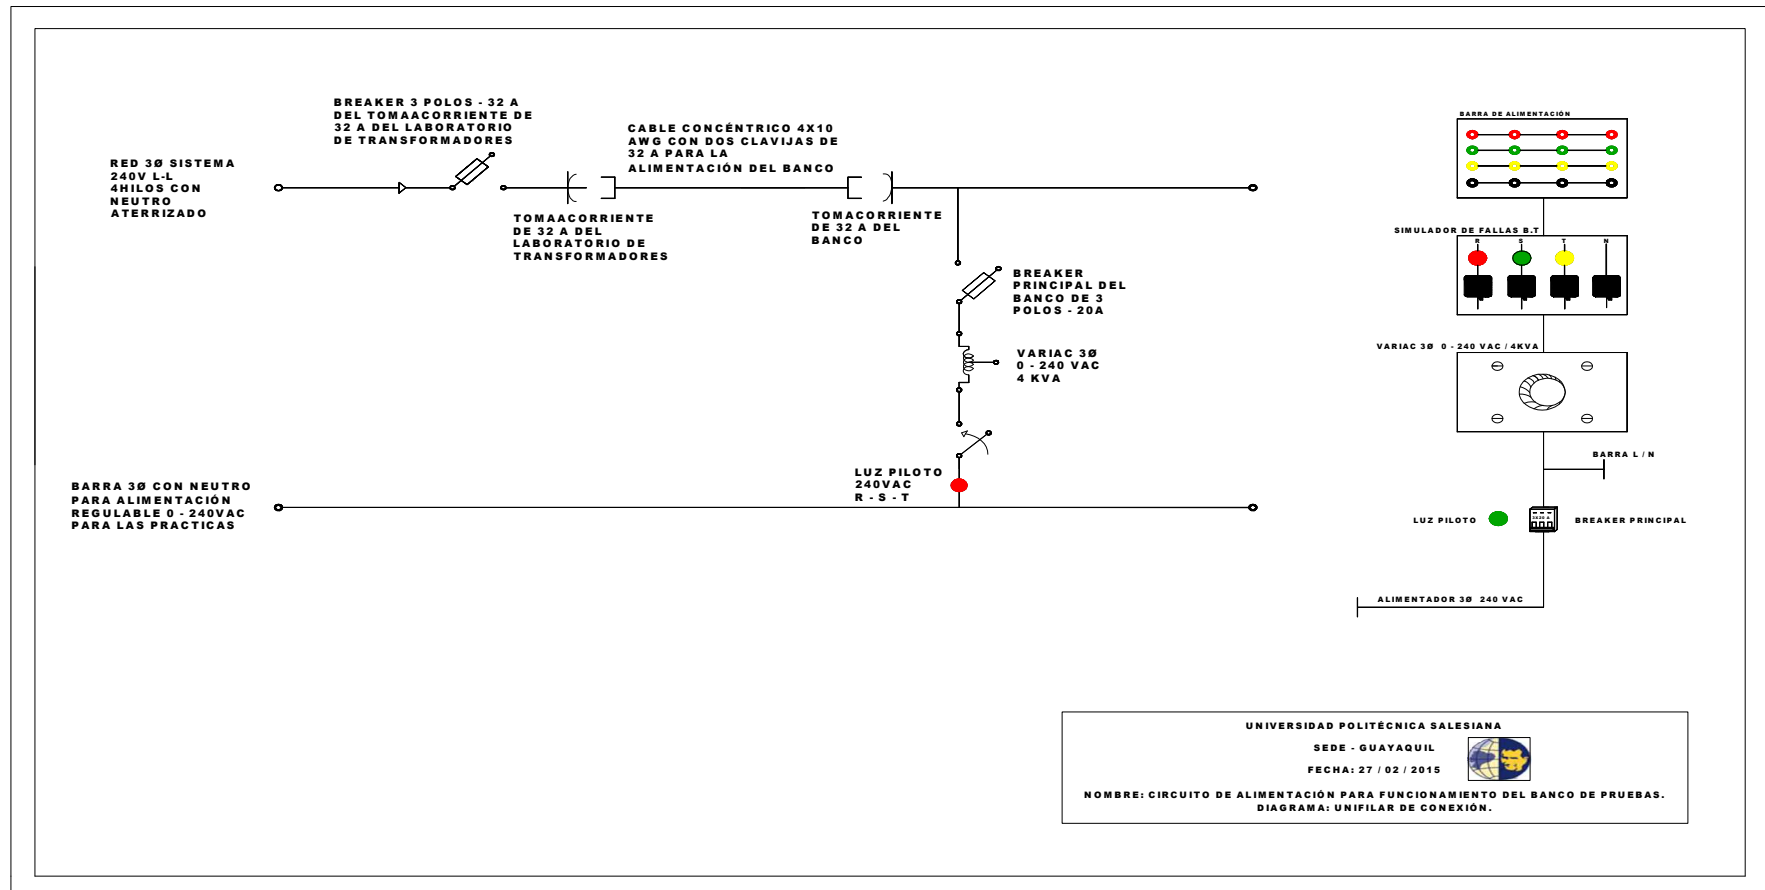 BREAKER 3 POLOS - 32 A
DEL TOMAACORRIENTE DE
32 A DEL LABORATORIO
DE TRANSFORMADORES
CABLE CONCÉNTRICO 4X10
AWG CON DOS CLAVIJAS DE
32 A PARA LA
ALIMENTACIÓN DEL BANCO
RED 3Ø SISTEMA
240V L-L
4HILOS CON
NEUTRO
ATERRIZADO
TOMAACORRIENTE
DE 32 A DEL
LABORATORIO DE
TRANSFORMADORES
TOMACORRIENTE
DE 32 A DEL
BANCO
BREAKER
PRINCIPAL DEL
BANCO DE 3
POLOS - 20A
VARIAC 3Ø
0 - 240 VAC
4 KVA
LUZ PILOTO
240VAC
R - S - T
BARRA 3Ø CON NEUTRO
PARA ALIMENTACIÓN
REGULABLE 0 - 240VAC
PARA LAS PRACTICAS
BARRA DE ALIMENTACIÓN
SIMULADOR DE FALLAS B.T
R S T N
VARIAC 3Ø 0 - 240 VAC / 4KVA
BARRA L / N
LUZ PILOTO
BREAKER PRINCIPAL
ALIMENTADOR 3Ø 240 VAC
UNIVERSIDAD POLITÉCNICA SALESIANA
SEDE - GUAYAQUIL
FECHA: 27 / 02 / 2015
NOMBRE: CIRCUITO DE ALIMENTACIÓN PARA FUNCIONAMIENTO DEL BANCO DE PRUEBAS.
DIAGRAMA: UNIFILAR DE CONEXIÓN.